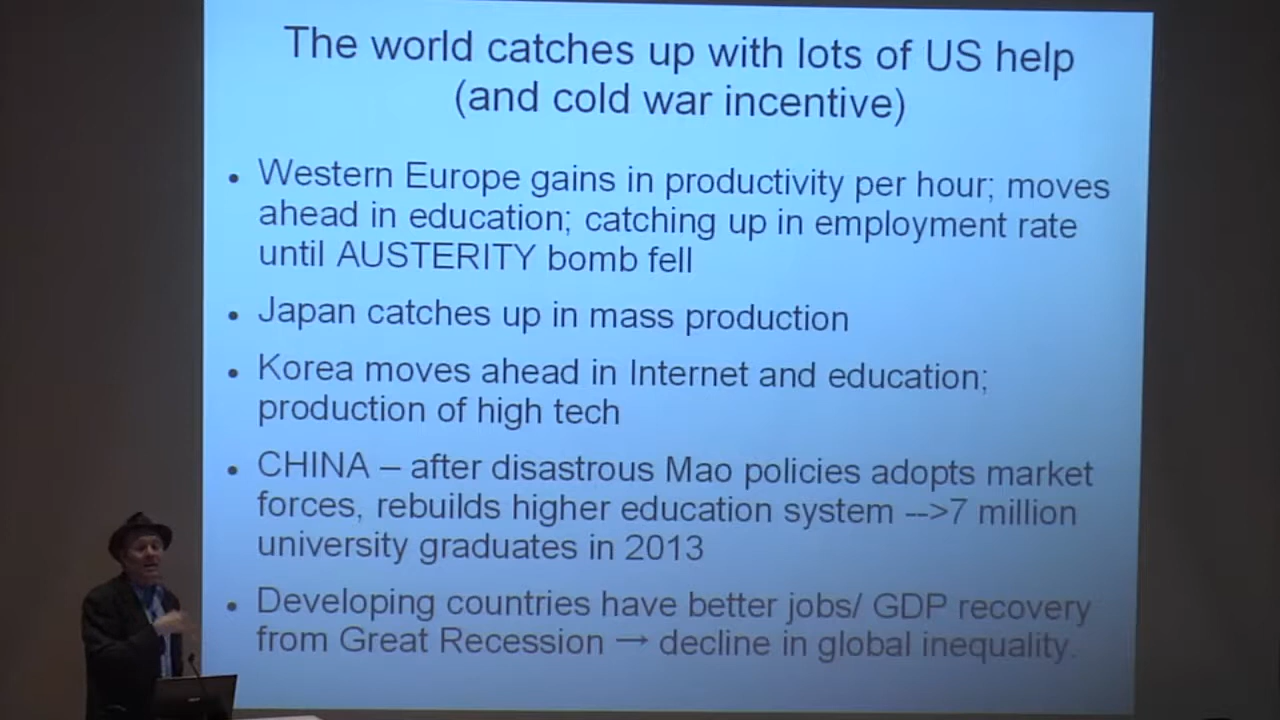 The world catches up with lots of US help
(and cold war incentive)
• Western Europe gains in productivity per hour; moves
ahead in education; catching up in employment rate
until AUSTERITY bomb fell
• Japan catches up in mass production
• Korea moves ahead in Internet and education;
production of high tech
• CHINA – after disastrous Mao policies adopts market
forces, rebuilds higher education system -->7 million
university graduates in 2013
• Developing countries have better jobs/ GDP recovery
from Great Recession → decline in global inequality.